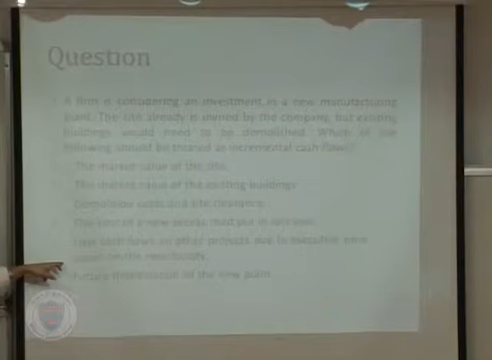 Question
A firm is considering an investment in a new manufacturing
plant. The site already is owned by the company, but existing
buildings would need to be demolished. Which of the
following should be treated as incremental cash flows?
The market value of the site.
The market value of the existing buildings.
Demolition costs and site clearance.
The cost of a new access road put in last year.
cash flows on other projects due to executive time
spent on the new facility.
Future depreciation of the new plant.